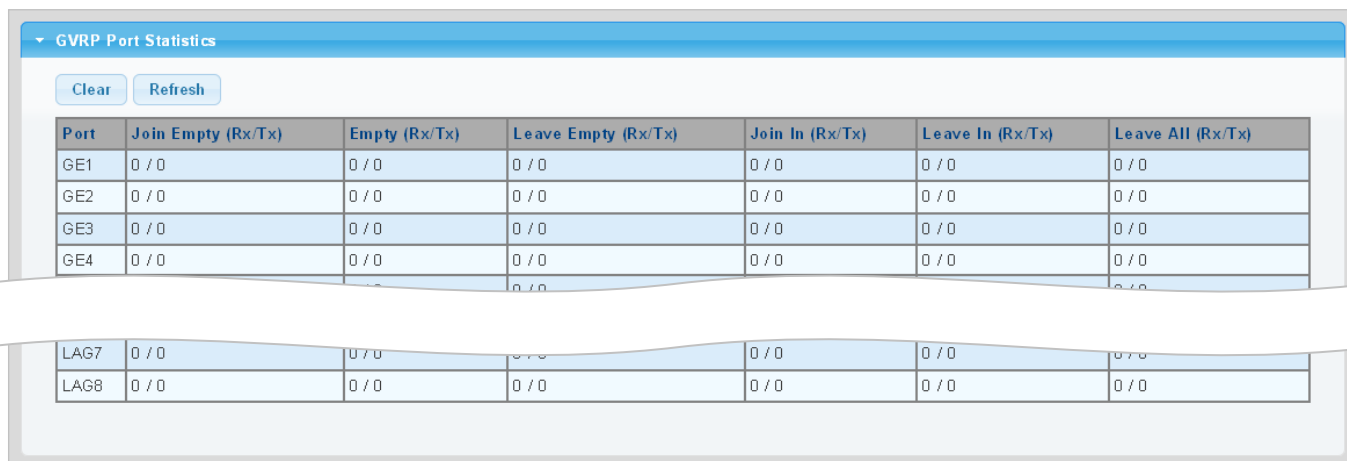 GVRP Port Statistics
Clear Refresh
Port Join Empty (Rx/Tx) Empty (Rx/Tx) Leave Empty (Rx/Tx) Join In (Rx/Tx) Leave In (Rx/Tx) Leave All (Rx/Tx)
GE1 0 / 0 0 / 0 0 / 0 0 / 0 0 / 0 0 / 0
GE2 0 / 0 0 / 0 0 / 0 0 / 0 0 / 0 0 / 0
GE3 0 / 0 0 / 0 0 / 0 0 / 0 0 / 0 0 / 0
GE4 0 / 0 0 / 0 0 / 0 0 / 0 0 / 0 0 / 0
LAG7 0 / 0 0 / 0 0 / 0 0 / 0
LAG8 0 / 0 0 / 0 0 / 0 0 / 0 0 / 0 0 / 0